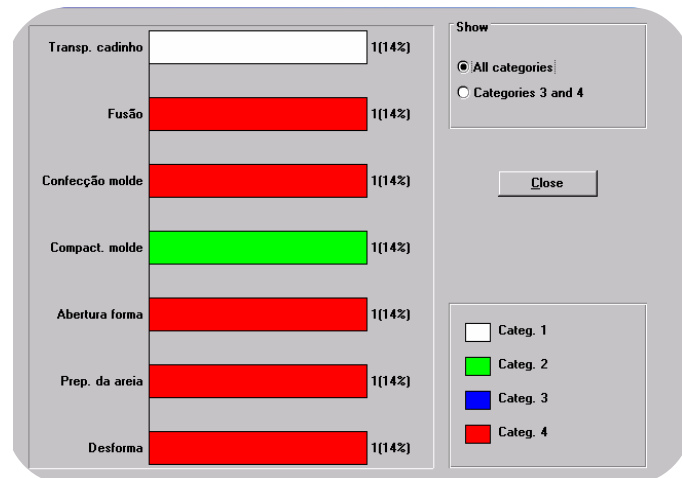 Transp. cadinho 1(14%)
Fusão 1(14%)
Confecção molde 1(14%)
Compact. molde 1(14%)
Abertura forma 1(14%)
Prep. da areia 1(14%)
Desforma 1(14%)
Show
All categories
Categories 3 and 4
Close
Categ. 1
Categ. 2
Categ. 3
Categ. 4